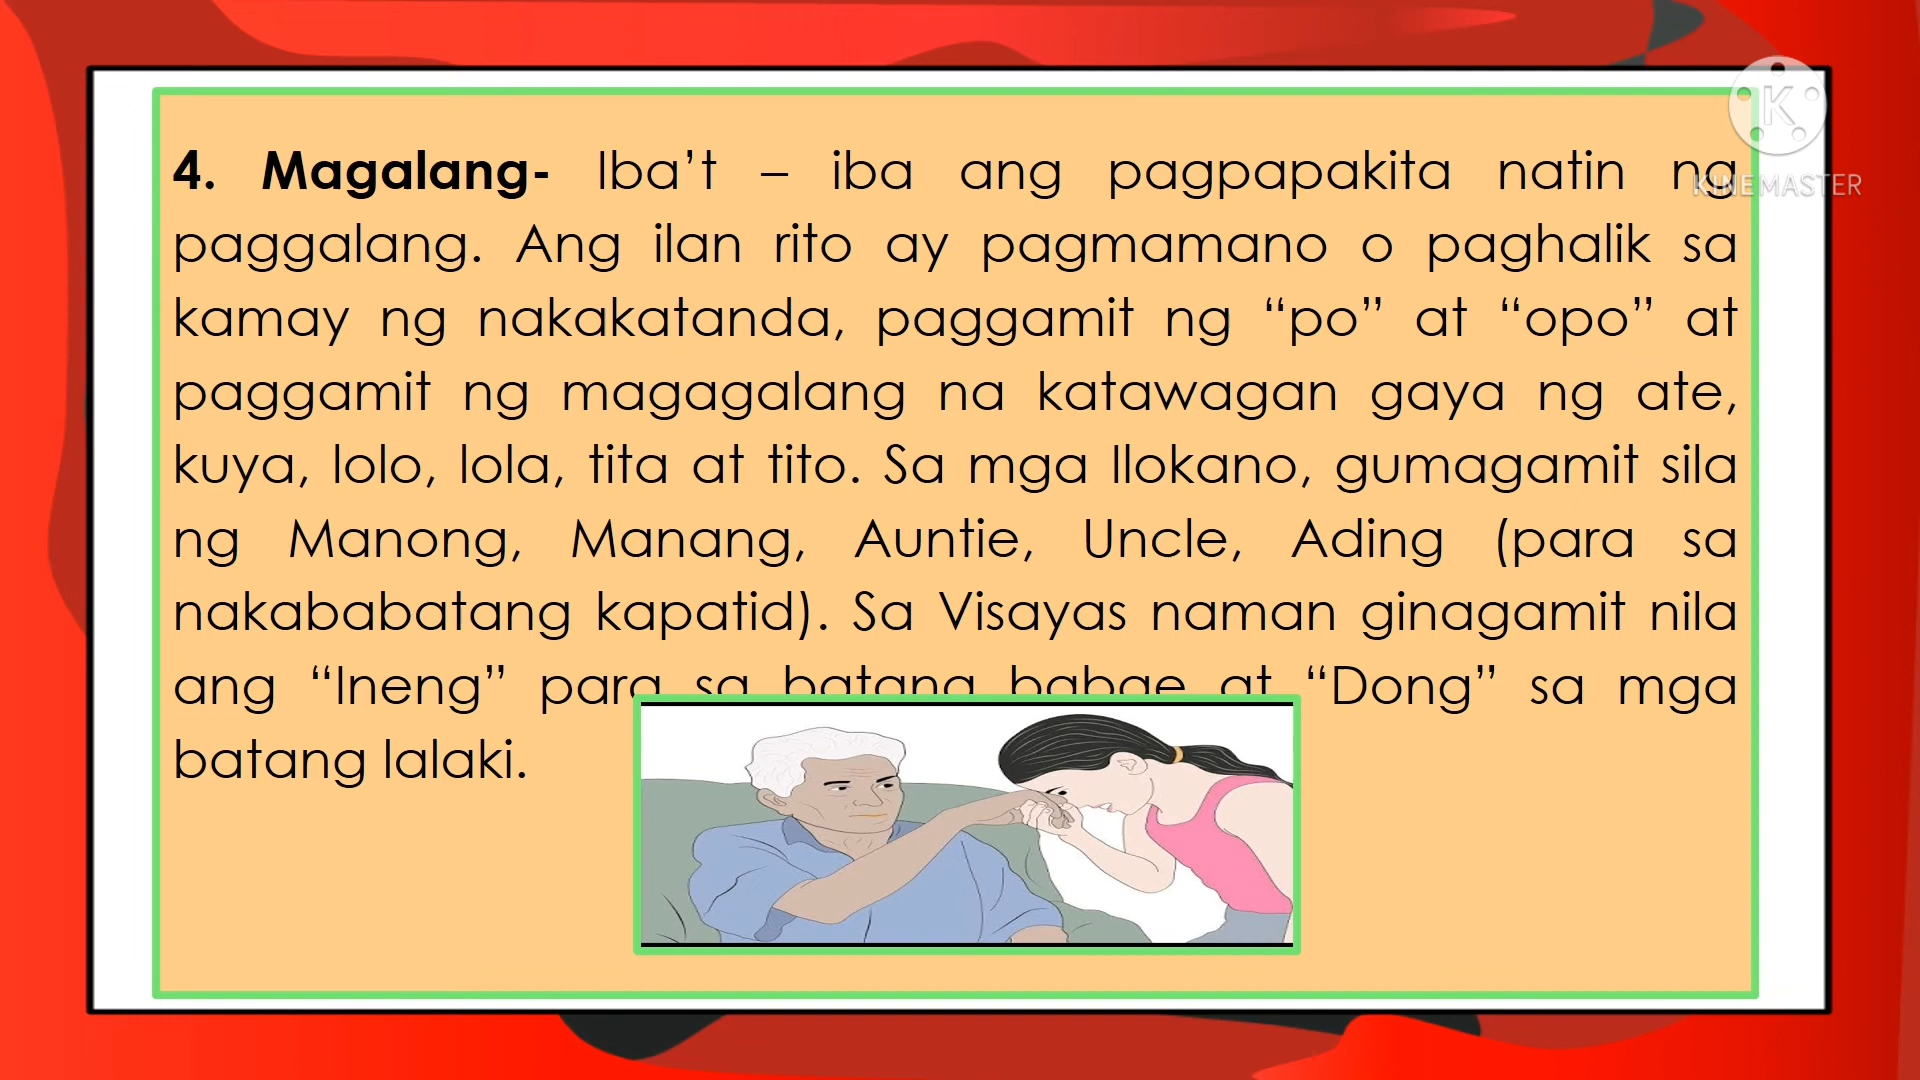 4. Magalang- Iba’t – iba ang pagpapakita natin ng
paggalang. Ang ilan rito ay pagmamano o paghalik sa
kamay ng nakakatanda, paggamit ng “po” at “opo” at
paggamit ng magagalang na katawagan gaya ng ate,
kuya, lolo, lola, tita at tito. Sa mga Ilokano, gumagamit sila
ng Manong, Manang, Auntie, Uncle, Ading (para sa
nakababatang kapatid). Sa Visayas naman ginagamit nila
ang “Ineng” para sa batang babae at “Dong” sa mga
batang lalaki.
K
KINEMASTER